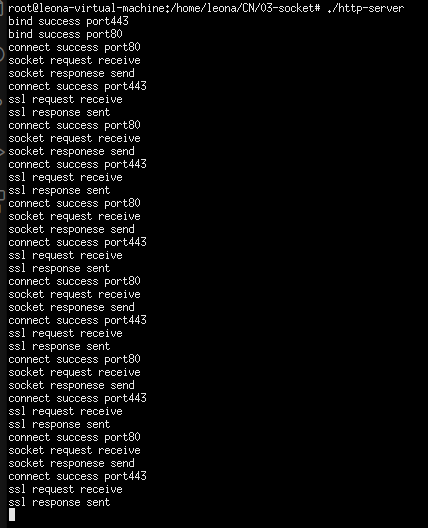 root@leona-virtual-machine:/home/leona/CN/03-socket# ./http-server
bind success port443
bind success port80
connect success port80
socket request receive
socket responese send
connect success port443
ssl request receive
ssl response sent
connect success port80
socket request receive
socket responese send
connect success port443
ssl request receive
ssl response sent
connect success port80
socket request receive
socket responese send
connect success port443
ssl request receive
ssl response sent
connect success port80
socket request receive
socket responese send
connect success port443
ssl request receive
ssl response sent
connect success port80
socket request receive
socket responese send
connect success port443
ssl request receive
ssl response sent
connect success port80
socket request receive
socket responese send
connect success port443
ssl request receive
ssl response sent